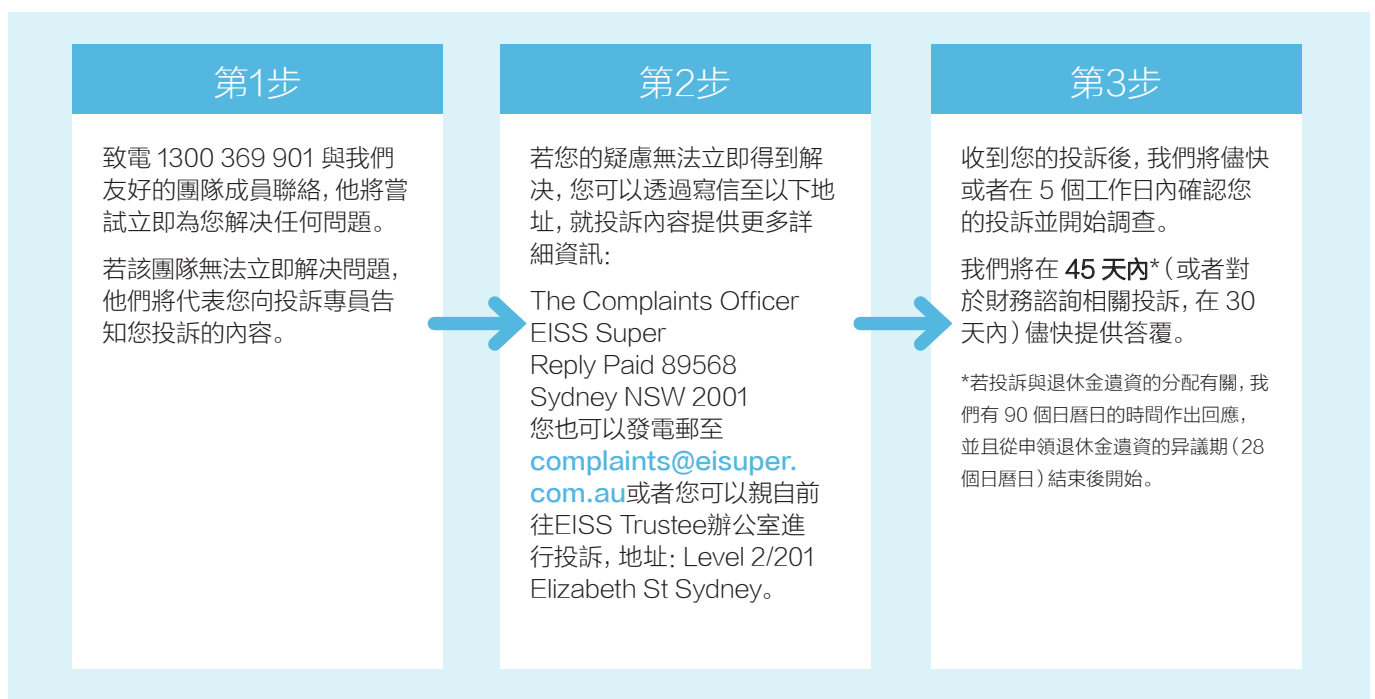 第1步
致電 1300 369 901 與我們
友好的團隊成員聯絡，他將嘗
試立即為您解決任何問題。
若該團隊無法立即解決問題，
他們將代表您向投訴專員告
知您投訴的內容。
第2步
若您的疑慮無法立即得到解
決，您可以透過寫信至以下地
址，就投訴內容提供更多詳
細資訊：
The Complaints Officer
EISS Super
Reply Paid 89568
Sydney NSW 2001
您也可以發電郵至
complaints@eisuper.
com.au或者您可以親自前
往EISS Trustee辦公室進
行投訴，地址：Level 2/201
Elizabeth St Sydney。
第3步
收到您的投訴後，我們將儘快
或者在 5 個工作日內確認您
的投訴並開始調查。
我們將在 45 天內*（或者對
於財務諮詢相關投訴，在 30
天內）儘快提供答覆。
*若投訴與退休金遺資的分配有關，我
們有 90 個日曆日的時間作出回應，
並且從申領退休金遺資的异議期（28
個日曆日）結束後開始。